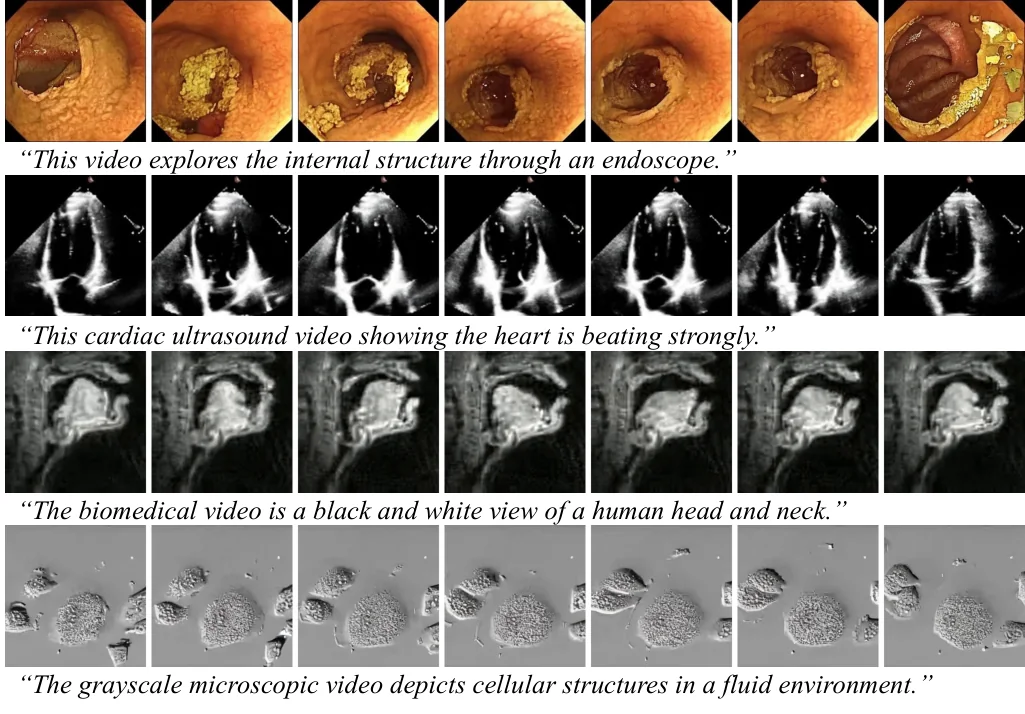 “This video explores the internal structure through an endoscope.”
“This cardiac ultrasound video showing the heart is beating strongly.”
“The biomedical video is a black and white view of a human head and neck.”
“The grayscale microscopic video depicts cellular structures in a fluid environment.”